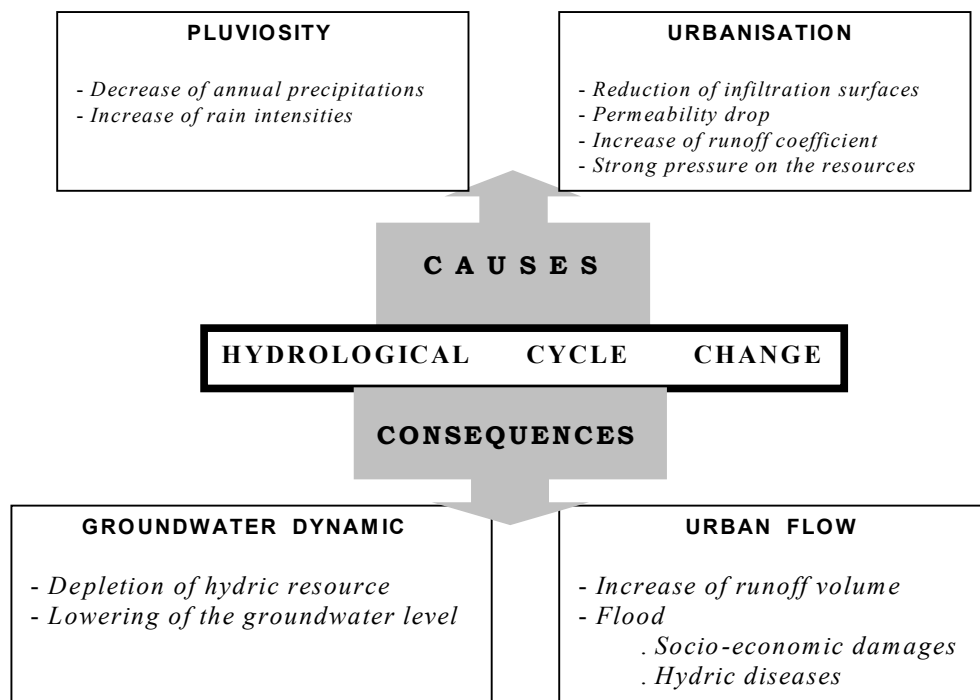 PLUVIOSITY
- Decrease of annual precipitations
- Increase of rain intensities
URBANISATION
- Reduction of infiltration surfaces
- Permeability drop
- Increase of runoff coefficient
- Strong pressure on the resources
CAUSES
HYDROLOGICAL CYCLE CHANGE
CONSEQUENCES
GROUNDWATER DYNAMIC
- Depletion of hydric resource
- Lowering of the groundwater level
URBAN FLOW
- Increase of runoff volume
- Flood
. Socio-economic damages
. Hydric diseases